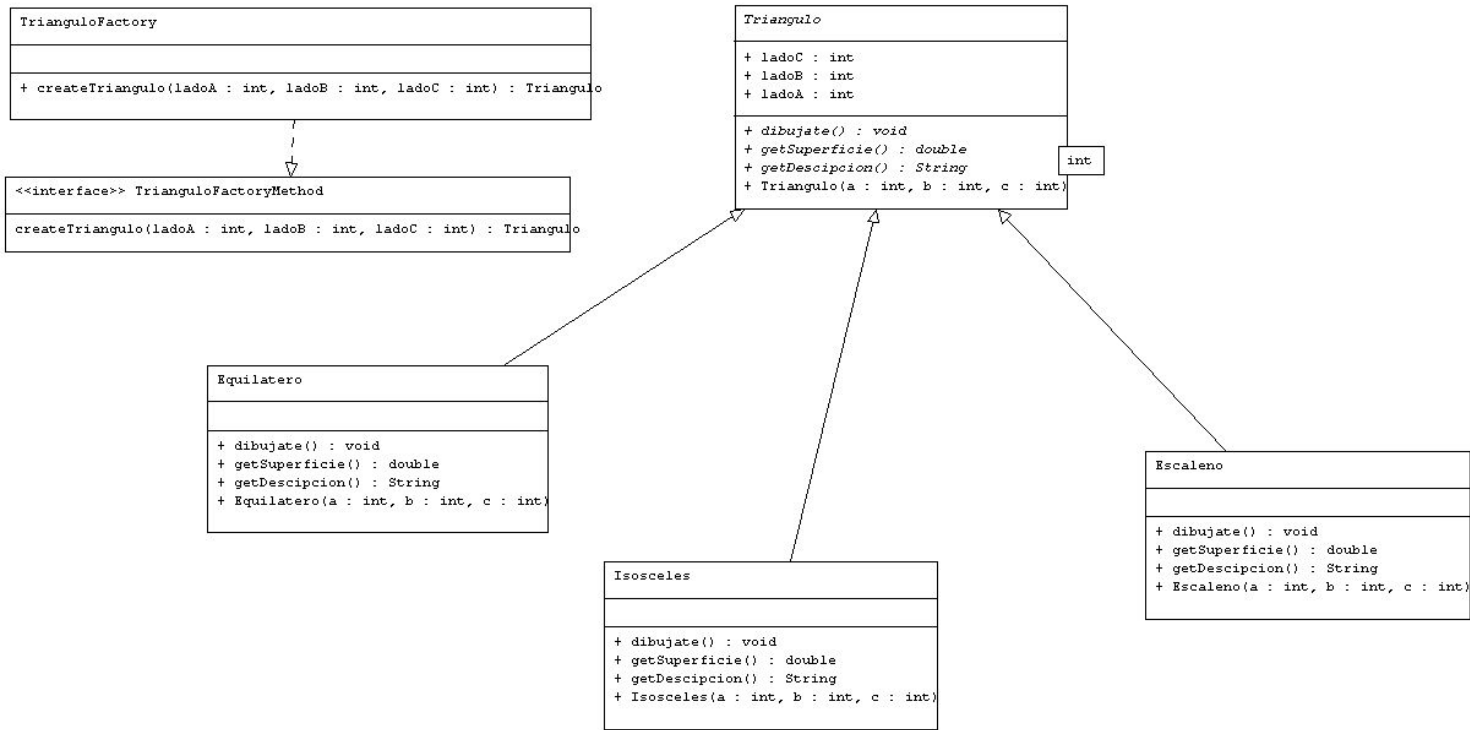 TrianguloFactory
+ createTriangulo(ladoA : int, ladoB : int, ladoC : int) : Triangulo
<<interface>> TrianguloFactoryMethod
createTriangulo(ladoA : int, ladoB : int, ladoC : int) : Triangulo
Triangulo
+ ladoC : int
+ ladoB : int
+ ladoA : int
+ dibujate() : void
+ getSuperficie() : double
+ getDescipcion() : String
+ Triangulo(a : int, b : int, c : int)
int
Equilatero
+ dibujate() : void
+ getSuperficie() : double
+ getDescipcion() : String
+ Equilatero(a : int, b : int, c : int)
Isosceles
+ dibujate() : void
+ getSuperficie() : double
+ getDescipcion() : String
+ Isosceles(a : int, b : int, c : int)
Escaleno
+ dibujate() : void
+ getSuperficie() : double
+ getDescipcion() : String
+ Escaleno(a : int, b : int, c : int)